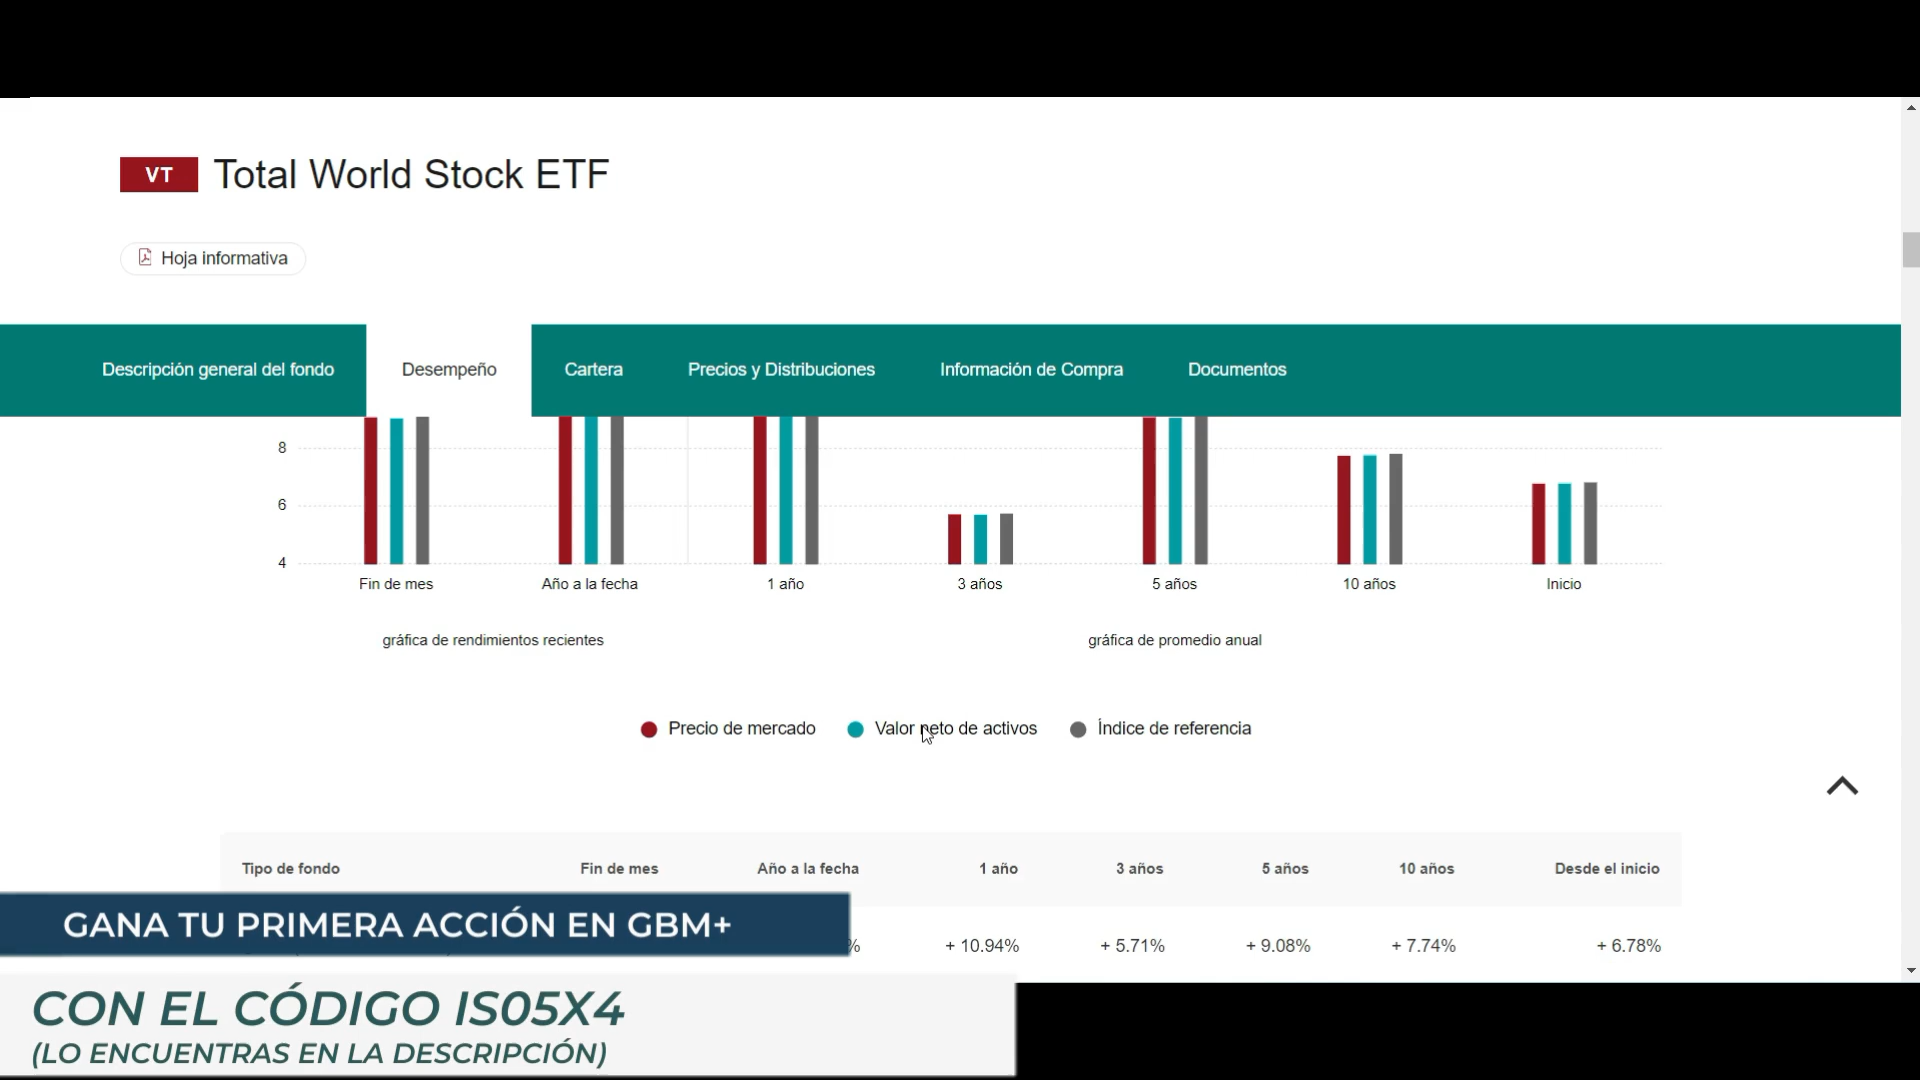 VT Total World Stock ETF
Hoja informativa
Descripción general del fondo Desempeño Cartera Precios y Distribuciones Información de Compra Documentos
8
6
4
Fin de mes Año a la fecha 1 año 3 años 5 años 10 años Inicio
gráfica de rendimientos recientes gráfica de promedio anual
Precio de mercado Valor neto de activos Índice de referencia
Tipo de fondo Fin de mes Año a la fecha 1 año 3 años 5 años 10 años Desde el inicio
GANA TU PRIMERA ACCIÓN EN GBM+
% + 10.94% + 5.71% + 9.08% + 7.74% + 6.78%
CON EL CÓDIGO IS05X4
(LO ENCUENTRAS EN LA DESCRIPCIÓN)